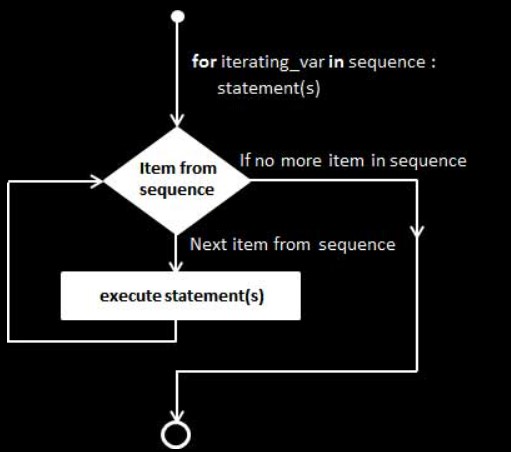 for iterating_var in sequence :
statement(s)
Item from
sequence
If no more item in sequence
Next item from sequence
execute statement(s)